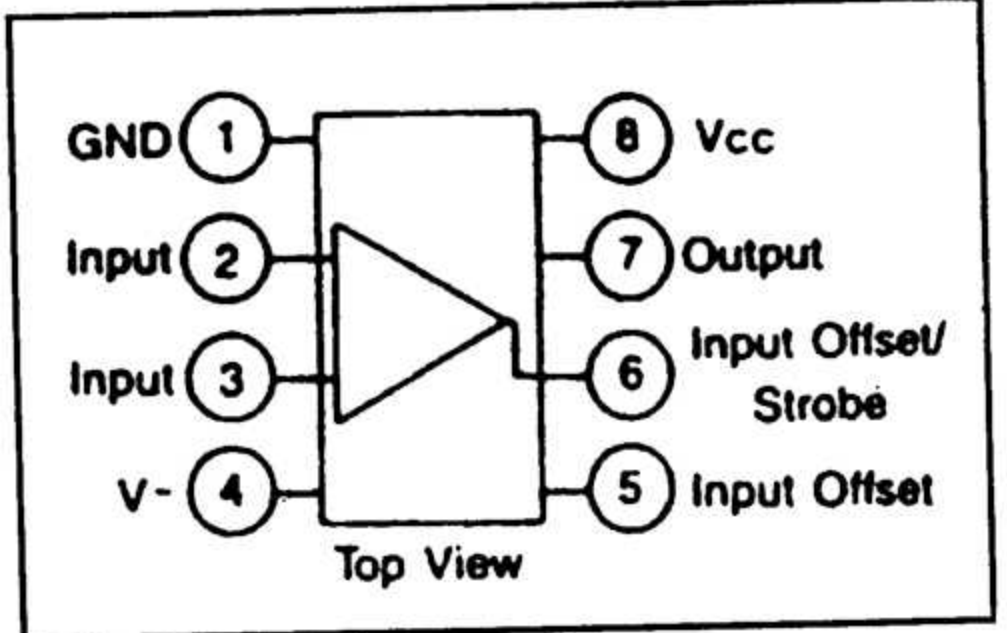 GND 1
8 Vcc
Input 2
7 Output
Input 3
6 Input Offset/
Strobe
V- 4
5 Input Offset
Top View